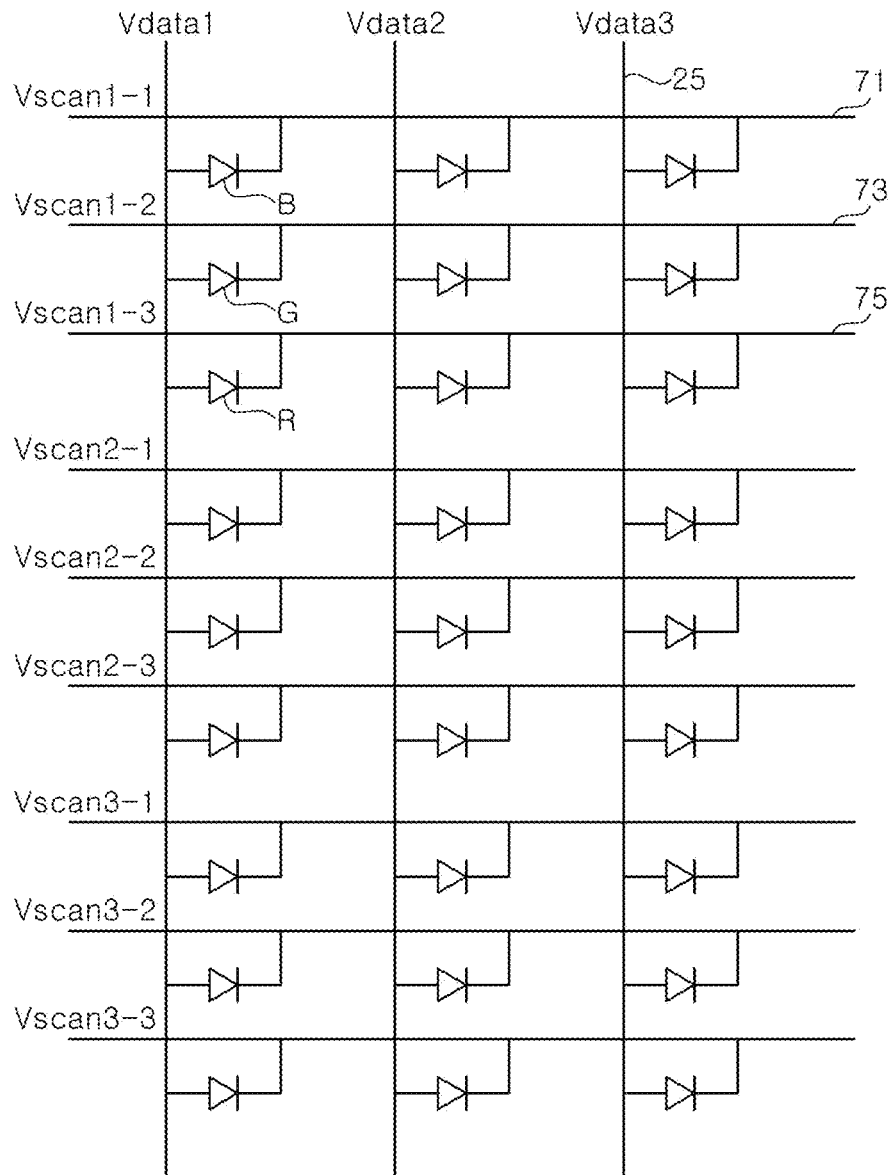 Vdata1 Vdata2 Vdata3
25
Vscan1-1 71
B
Vscan1-2 73
G
Vscan1-3 75
R
Vscan2-1
Vscan2-2
Vscan2-3
Vscan3-1
Vscan3-2
Vscan3-3